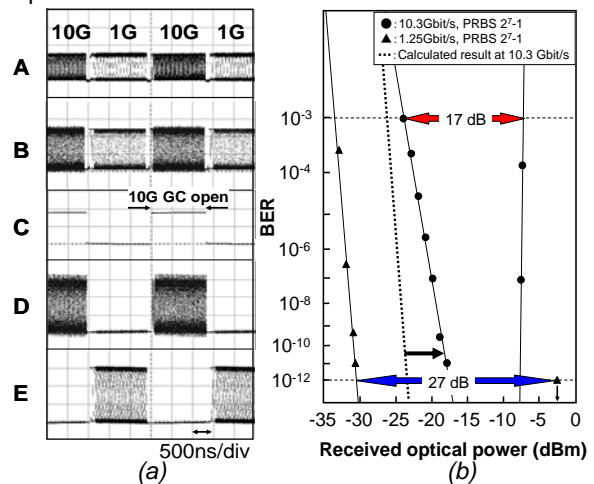 10G 1G 10G 1G
A
B
10G GC open
C
D
E
500ns/div
(a)
●:10.3Gbit/s, PRBS 2⁷-1
▲:1.25Gbit/s, PRBS 2⁷-1
:Calculated result at 10.3 Gbit/s
BER
10⁻³
10⁻⁴
10⁻⁶
10⁻⁸
10⁻¹⁰
10⁻¹²
17 dB
27 dB
-35 -30 -25 -20 -15 -10 -5 0
Received optical power (dBm)
(b)